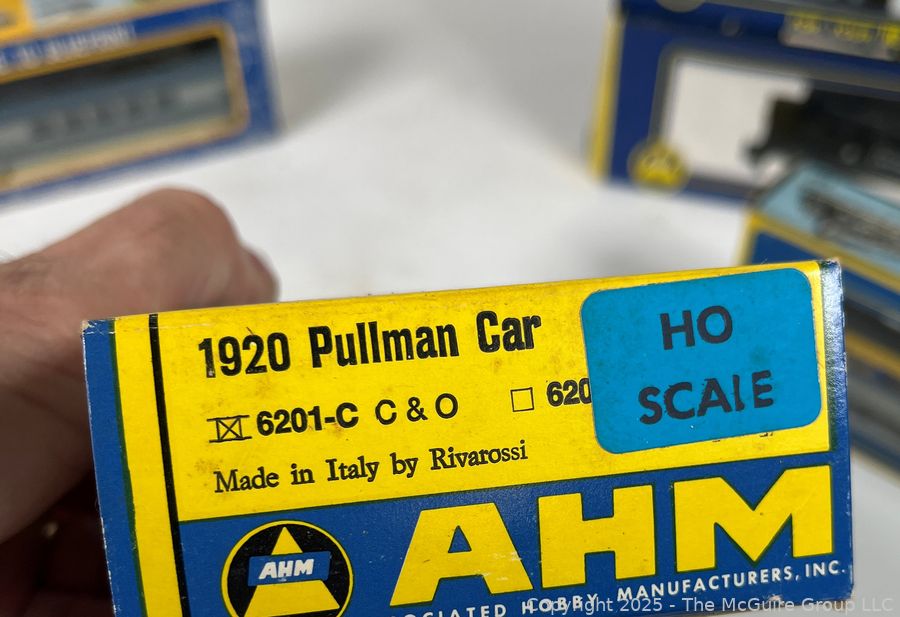 1920 Pullman Car
HO
SCALE
6201-C C & O
620
Made in Italy by Rivarossi
AHM
AHM
OCIATED HOBBY MANUFACTURERS, INC.
Copyright 2025 - The McGuire Group LLC